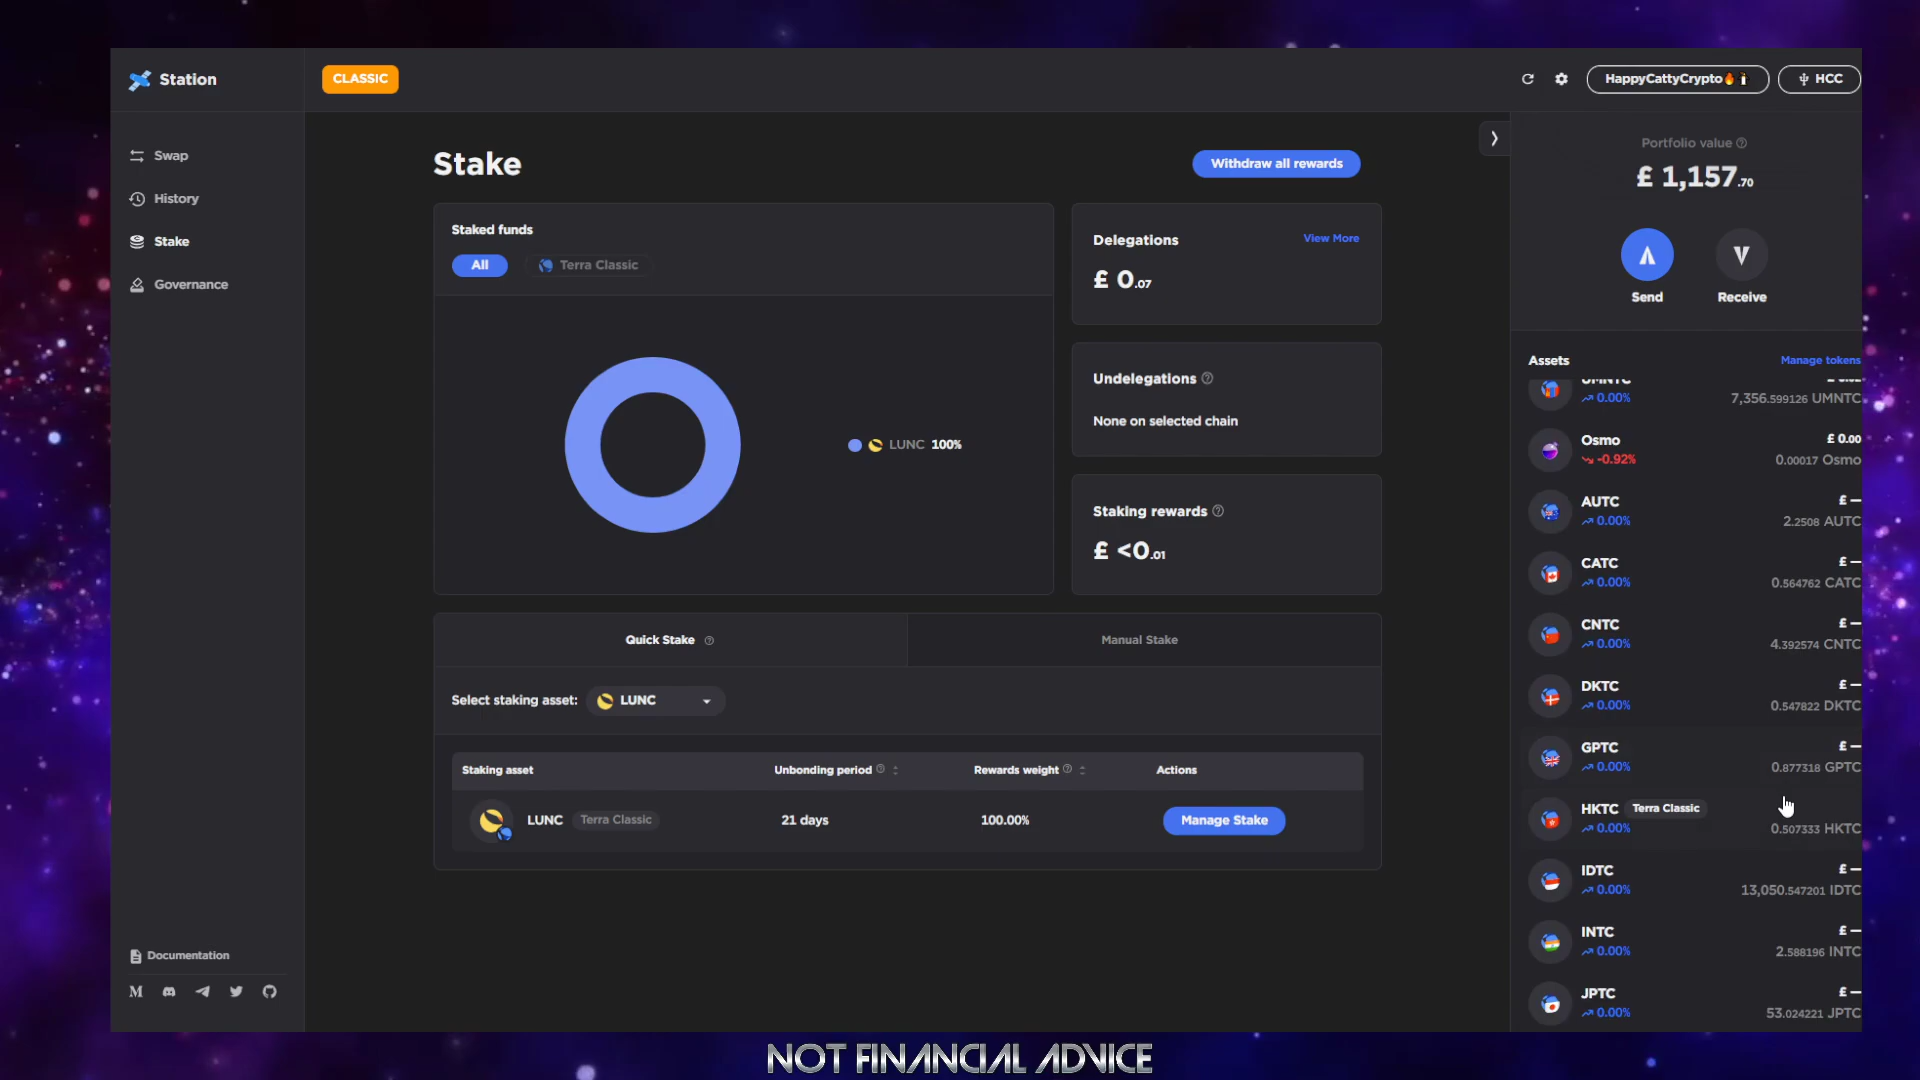 Station
CLASSIC
HappyCattyCrypto
HCC
Swap
History
Stake
Governance
Documentation
Stake
Withdraw all rewards
Staked funds
All
Terra Classic
LUNC 100%
Delegations
View More
£ 0.07
Undelegations
None on selected chain
Staking rewards
£ <0.01
Quick Stake
Manual Stake
Select staking asset:
LUNC
Staking asset
Unbonding period
Rewards weight
Actions
LUNC
Terra Classic
21 days
100.00%
Manage Stake
Portfolio value
£ 1,157.70
Send
Receive
Assets
Manage tokens
UMNTC
0.00%
7,356.599126 UMNTC
Osmo
£ 0.00
-0.92%
0.00017 Osmo
AUTC
£ —
0.00%
2.2508 AUTC
CATC
£ —
0.00%
0.564762 CATC
CNTC
£ —
0.00%
4.392574 CNTC
DKTC
£ —
0.00%
0.547822 DKTC
GPTC
£ —
0.00%
0.877318 GPTC
HKTC
Terra Classic
0.00%
0.507333 HKTC
IDTC
£ —
0.00%
13,050.547201 IDTC
INTC
£ —
0.00%
2.588196 INTC
JPTC
£ —
0.00%
53.024221 JPTC
NOT FINANCIAL ADVICE